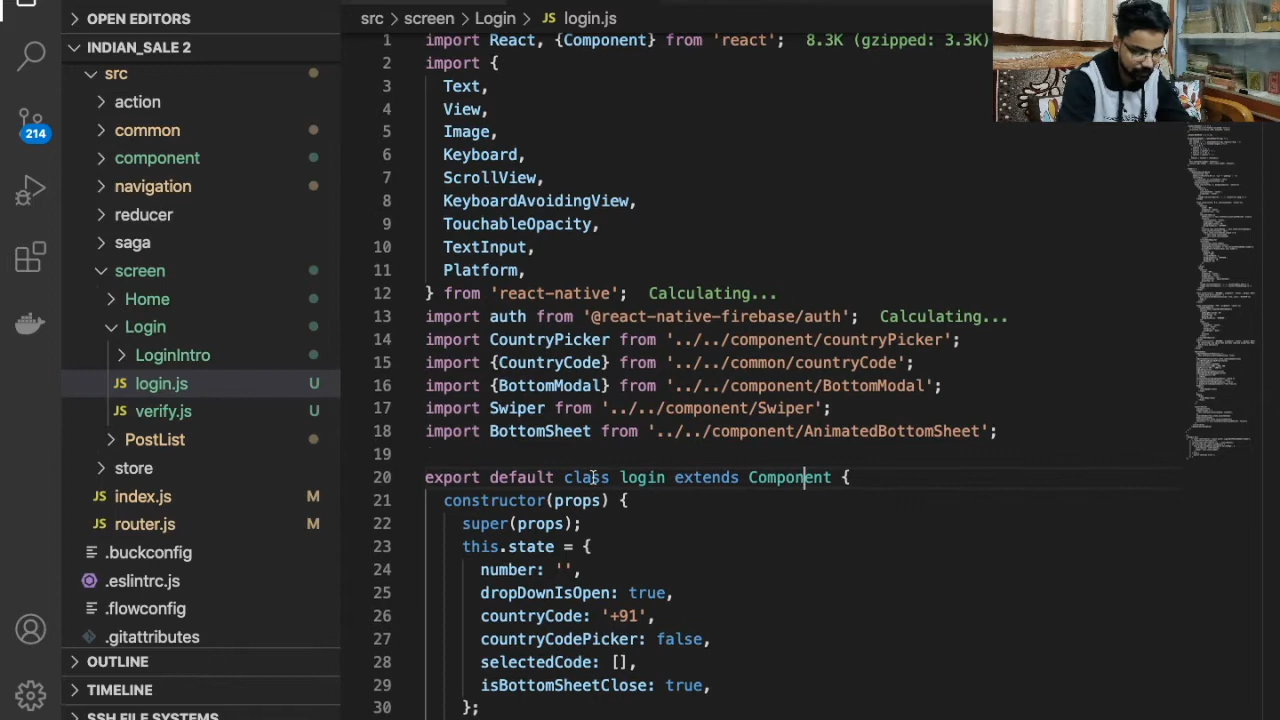 OPEN EDITORS
INDIAN_SALE 2
src
action
common
component
navigation
reducer
saga
screen
Home
Login
LoginIntro
JS login.js U
JS verify.js U
PostList
store
JS index.js M
JS router.js M
.buckconfig
.eslintrc.js
.flowconfig
.gitattributes
OUTLINE
TIMELINE
SSH FILE SYSTEMS
214
src > screen > Login > JS login.js
1 import React, {Component} from 'react'; 8.3K (gzipped: 3.3K)
2 import {
3 Text,
4 View,
5 Image,
6 Keyboard,
7 ScrollView,
8 KeyboardAvoidingView,
9 TouchableOpacity,
10 TextInput,
11 Platform,
12 } from 'react-native'; Calculating...
13 import auth from '@react-native-firebase/auth'; Calculating...
14 import CountryPicker from '../../component/countryPicker';
15 import {CountryCode} from '../../common/countryCode';
16 import {BottomModal} from '../../component/BottomModal';
17 import Swiper from '../../component/Swiper';
18 import BottomSheet from '../../component/AnimatedBottomSheet';
19
20 export default class login extends Component {
21 constructor(props) {
22 super(props);
23 this.state = {
24 number: '',
25 dropDownIsOpen: true,
26 countryCode: '+91',
27 countryCodePicker: false,
28 selectedCode: [],
29 isBottomSheetClose: true,
30 };